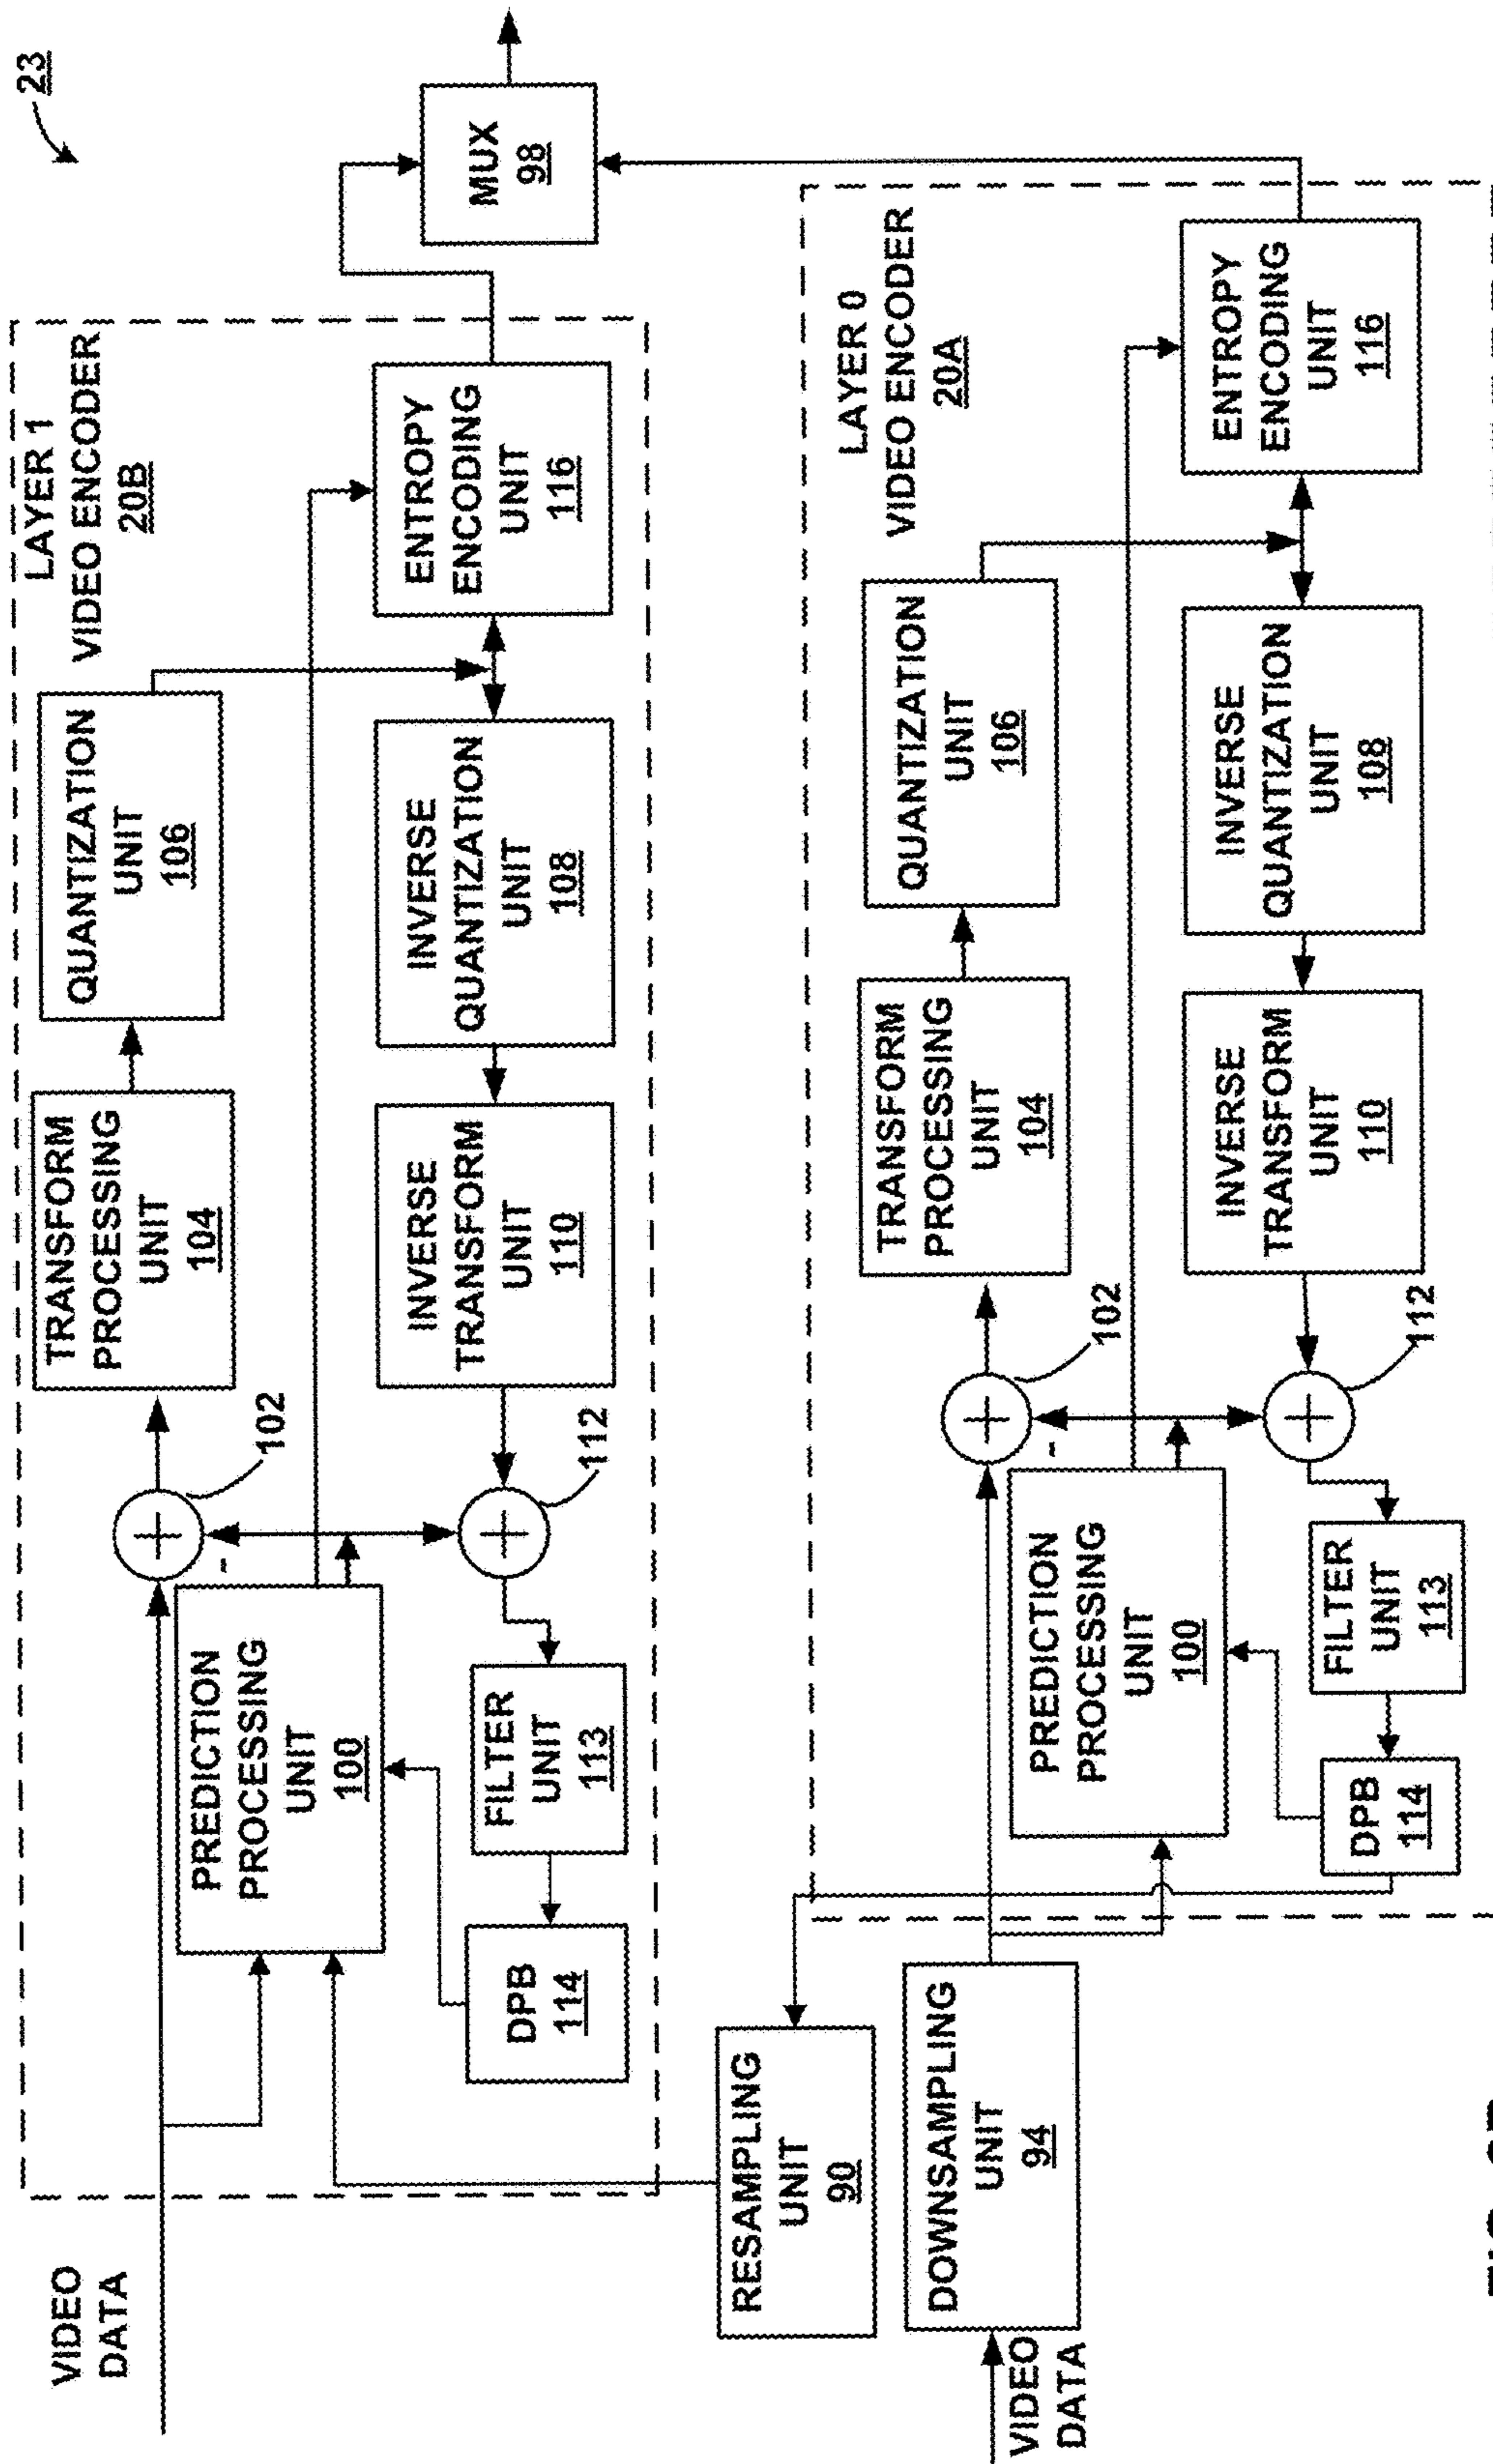 23
LAYER 1
VIDEO ENCODER
20B
VIDEO
DATA
102
TRANSFORM
PROCESSING
UNIT
104
QUANTIZATION
UNIT
106
-
PREDICTION
PROCESSING
UNIT
100
112
INVERSE
TRANSFORM
UNIT
110
INVERSE
QUANTIZATION
UNIT
108
ENTROPY
ENCODING
UNIT
116
MUX
98
FILTER
UNIT
113
DPB
114
RESAMPLING
UNIT
90
LAYER 0
VIDEO ENCODER
20A
VIDEO
DATA
DOWNSAMPLING
UNIT
94
102
TRANSFORM
PROCESSING
UNIT
104
QUANTIZATION
UNIT
106
-
PREDICTION
PROCESSING
UNIT
100
112
INVERSE
TRANSFORM
UNIT
110
INVERSE
QUANTIZATION
UNIT
108
ENTROPY
ENCODING
UNIT
116
FILTER
UNIT
113
DPB
114